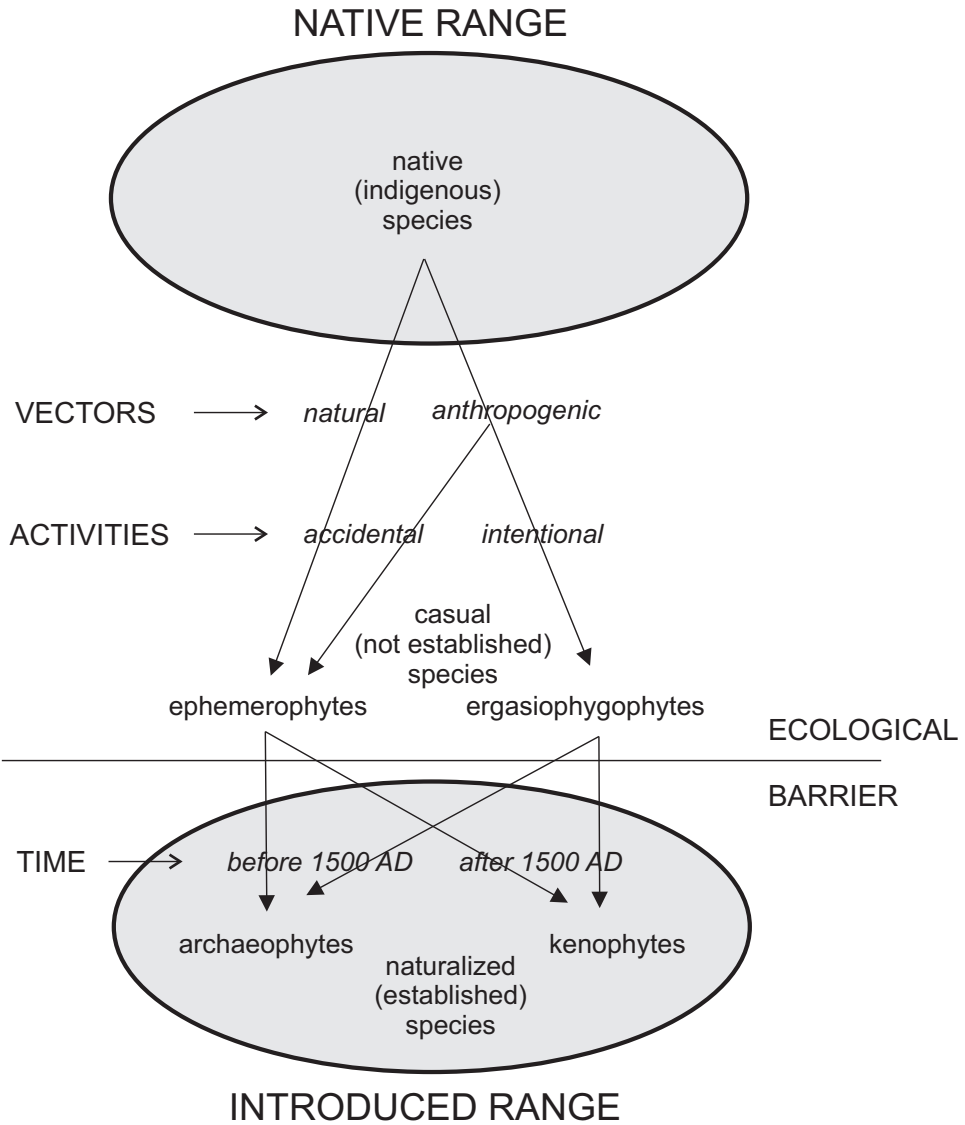 NATIVE RANGE
native
(indigenous)
species
VECTORS natural anthropogenic
ACTIVITIES accidental intentional
casual
(not established)
species
ephemerophytes ergasiophygophytes
ECOLOGICAL
BARRIER
TIME before 1500 AD after 1500 AD
archaeophytes kenophytes
naturalized
(established)
species
INTRODUCED RANGE